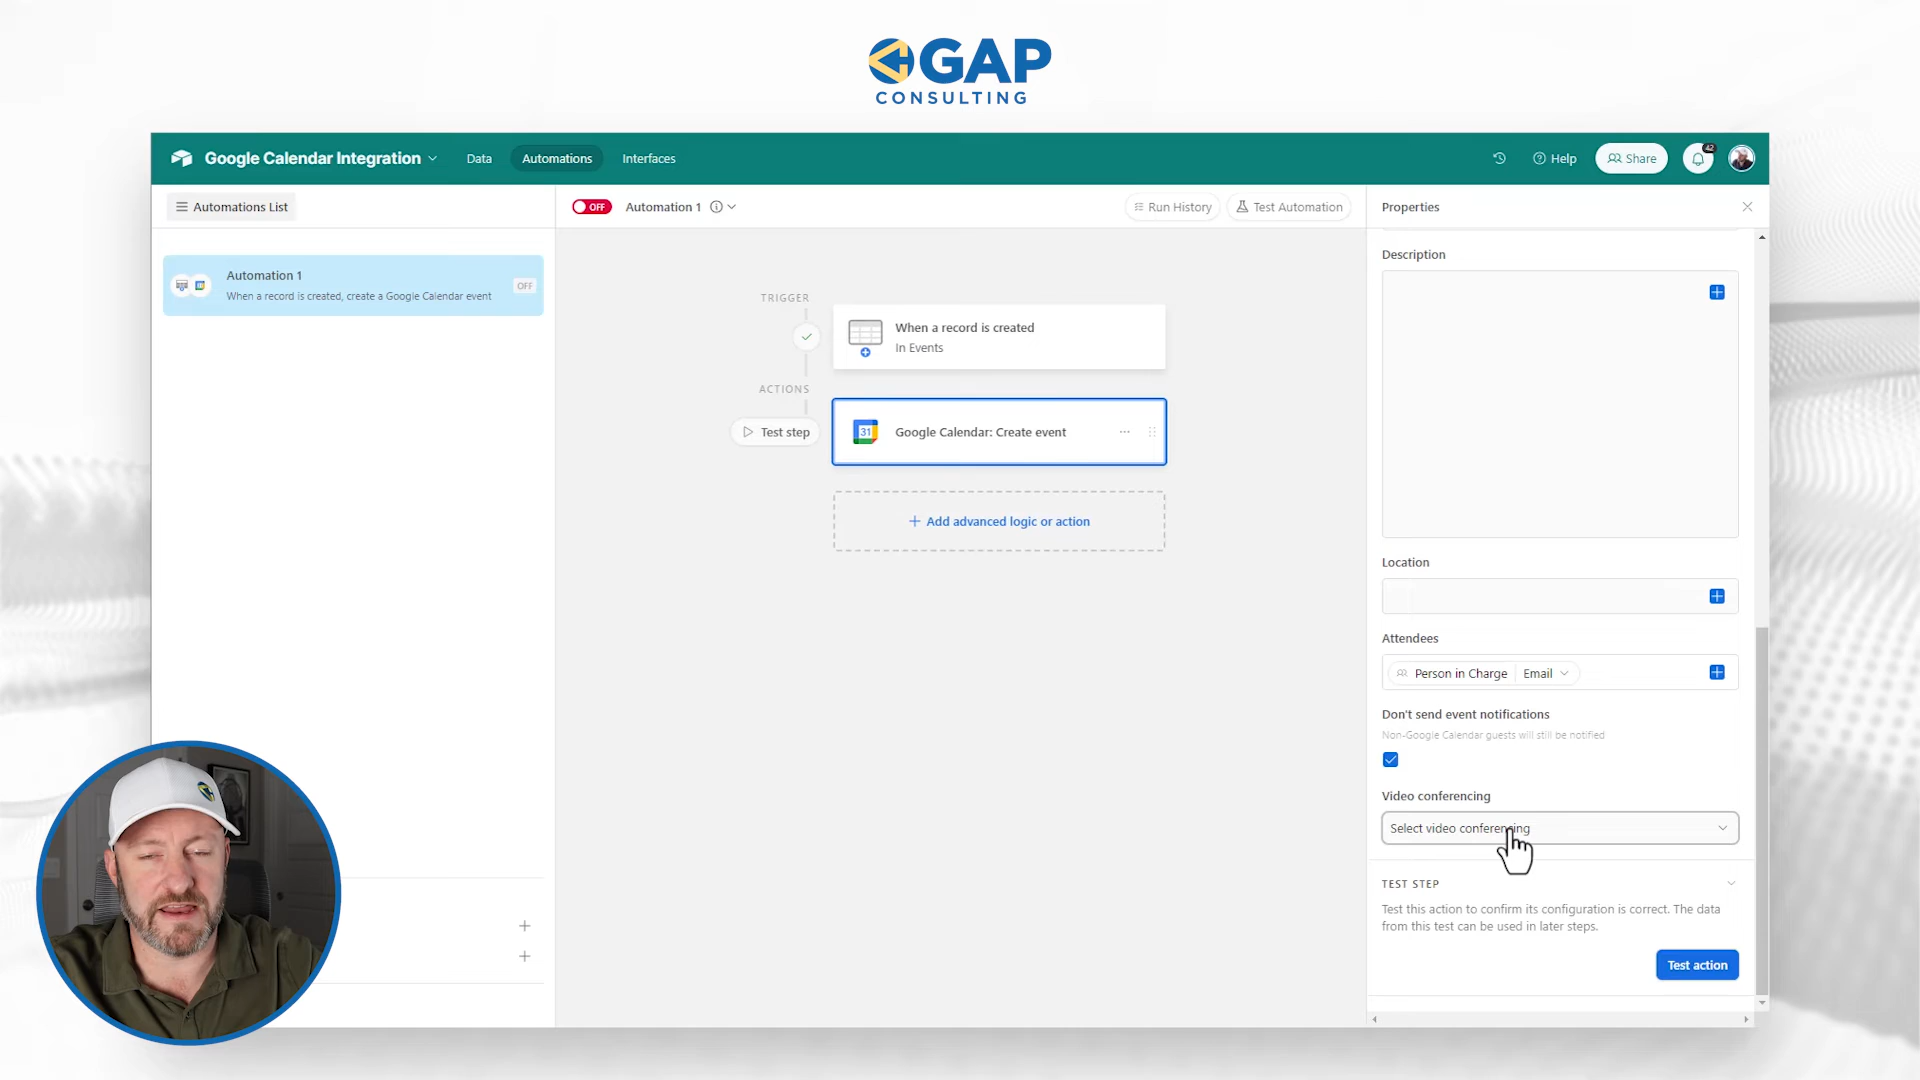 GAP
CONSULTING
Google Calendar Integration
Data
Automations
Interfaces
Help
Share
42
Automations List
OFF
Automation 1
Run History
Test Automation
Properties
Automation 1
When a record is created, create a Google Calendar event
OFF
TRIGGER
When a record is created
In Events
ACTIONS
Test step
31
Google Calendar: Create event
Add advanced logic or action
Description
Location
Attendees
Person in Charge
Email
Don't send event notifications
Non-Google Calendar guests will still be notified
Video conferencing
Select video conferencing
TEST STEP
Test this action to confirm its configuration is correct. The data
from this test can be used in later steps.
Test action